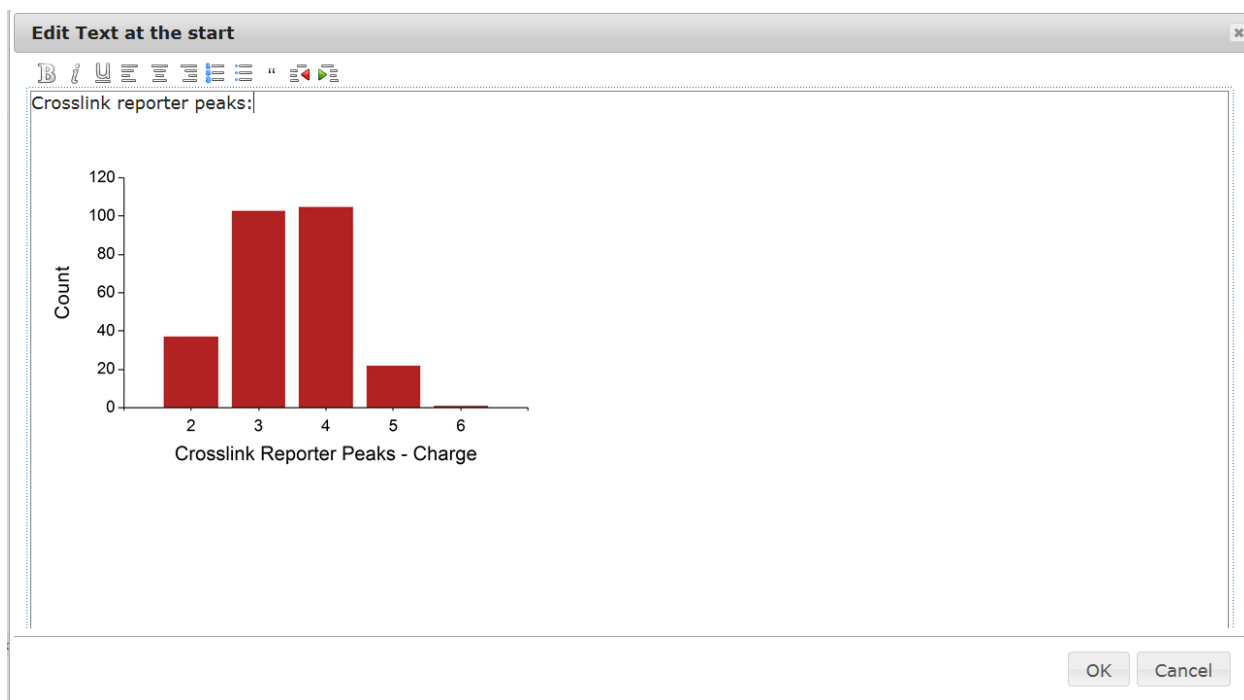 Edit Text at the start
B i U “
Crosslink reporter peaks:
120
100
80
60
40
20
0
Count
2 3 4 5 6
Crosslink Reporter Peaks - Charge
OK Cancel